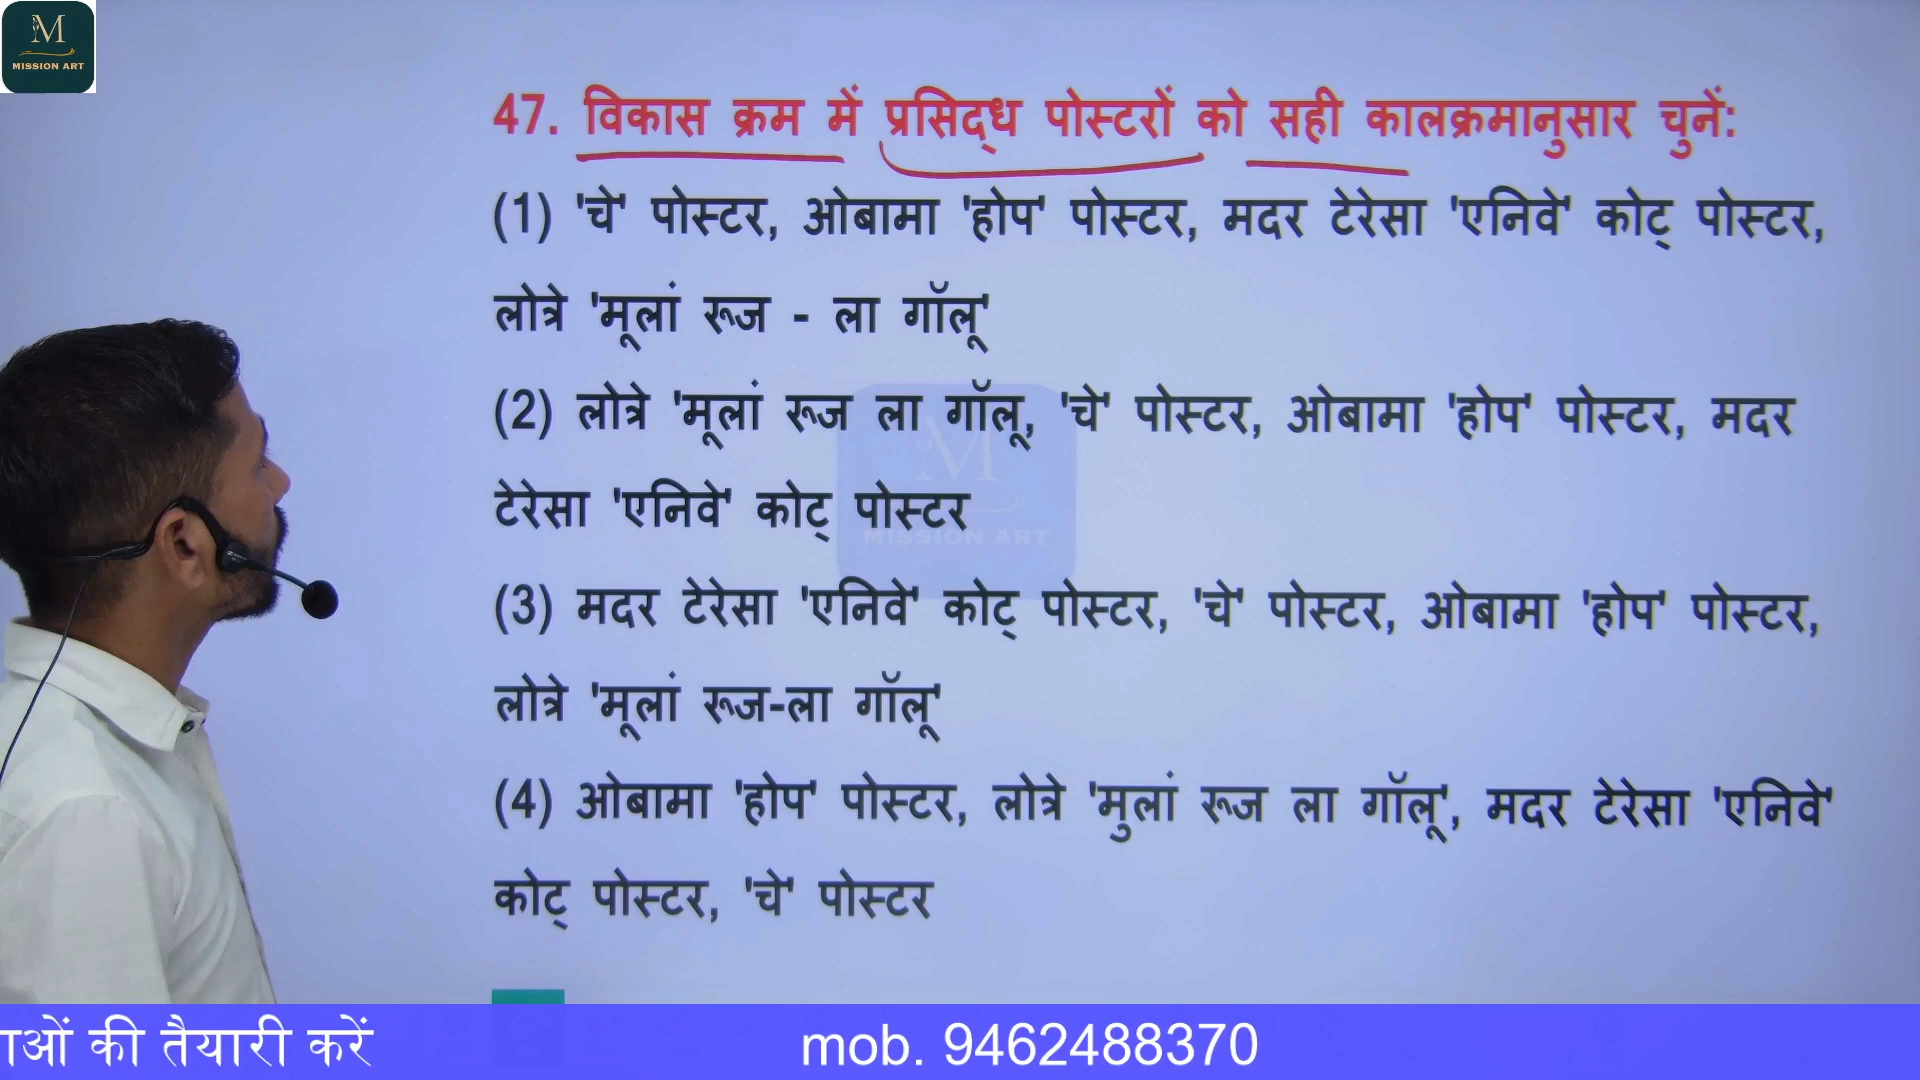 M
MISSION ART
47. विकास क्रम में प्रसिद्ध पोस्टरों को सही कालक्रमानुसार चुनें:
(1) 'चे' पोस्टर, ओबामा 'होप' पोस्टर, मदर टेरेसा 'एनिवे' कोट् पोस्टर,
लोत्रे 'मूलां रूज - ला गॉलू'
(2) लोत्रे 'मूलां रूज ला गॉलू, 'चे' पोस्टर, ओबामा 'होप' पोस्टर, मदर
टेरेसा 'एनिवे' कोट् पोस्टर
(3) मदर टेरेसा 'एनिवे' कोट् पोस्टर, 'चे' पोस्टर, ओबामा 'होप' पोस्टर,
लोत्रे 'मूलां रूज-ला गॉलू'
(4) ओबामा 'होप' पोस्टर, लोत्रे 'मुलां रूज ला गॉलू', मदर टेरेसा 'एनिवे'
कोट् पोस्टर, 'चे' पोस्टर
M
MISSION ART
ाओं की तैयारी करें mob. 9462488370